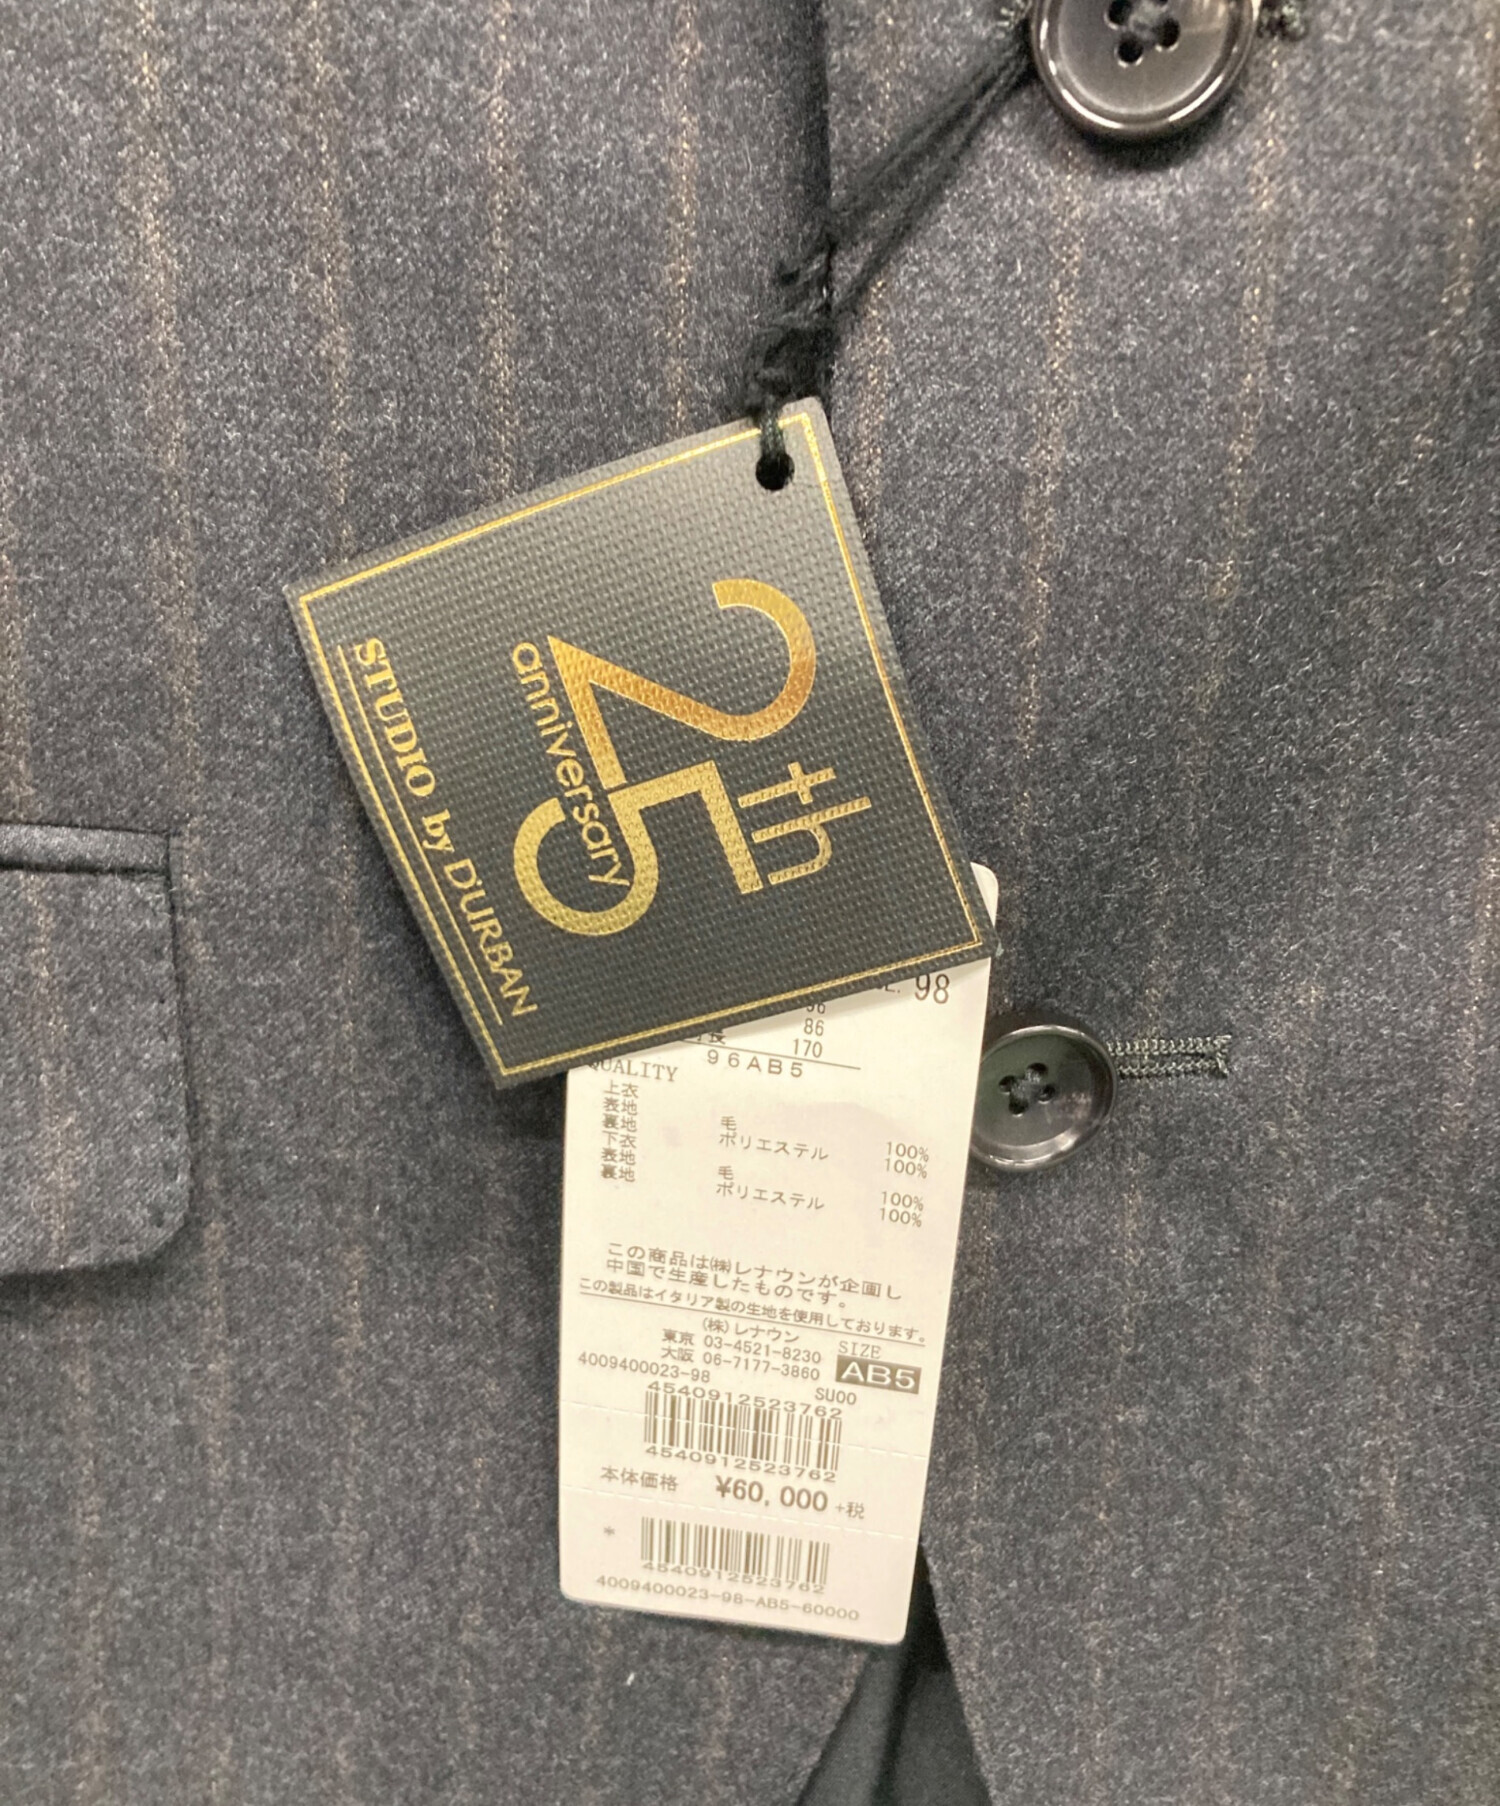 25th
anniversary
STUDIO by D'URBAN
98
96
86
170
96AB5
QUALITY
上衣
表地 毛 100%
裏地 ポリエステル 100%
下衣
表地 毛 100%
裏地 ポリエステル 100%
この商品は㈱レナウンが企画し
中国で生産したものです。
この製品はイタリア製の生地を使用しております。
(株)レナウン
東京 03-4521-8230
大阪 06-7177-3860
SIZE
AB5
4009400023-98
SU00
4540912523762
4540912523762
本体価格 ¥60,000+税
*
4540912523762
4009400023-98-AB5-60000